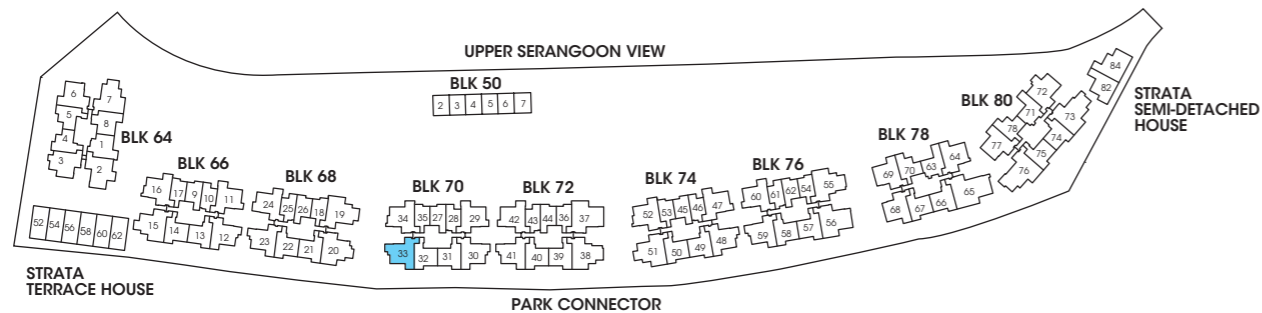 UPPER SERANGOON VIEW
BLK 50
2 3 4 5 6 7
BLK 64
6 7
5 8
4 1
3 2
BLK 66
16 17 9 10 11
15 14 13 12
BLK 68
24 25 26 18 19
23 22 21 20
BLK 70
34 35 27 28 29
33 32 31 30
BLK 72
42 43 44 36 37
41 40 39 38
BLK 74
52 53 45 46 47
51 50 49 48
BLK 76
60 61 62 54 55
59 58 57 56
BLK 78
69 70 63 64
68 67 66 65
BLK 80
72
71 73
78 74
77 75
76
84
82
STRATA
SEMI-DETACHED
HOUSE
52 54 56 58 60 62
STRATA
TERRACE HOUSE
PARK CONNECTOR